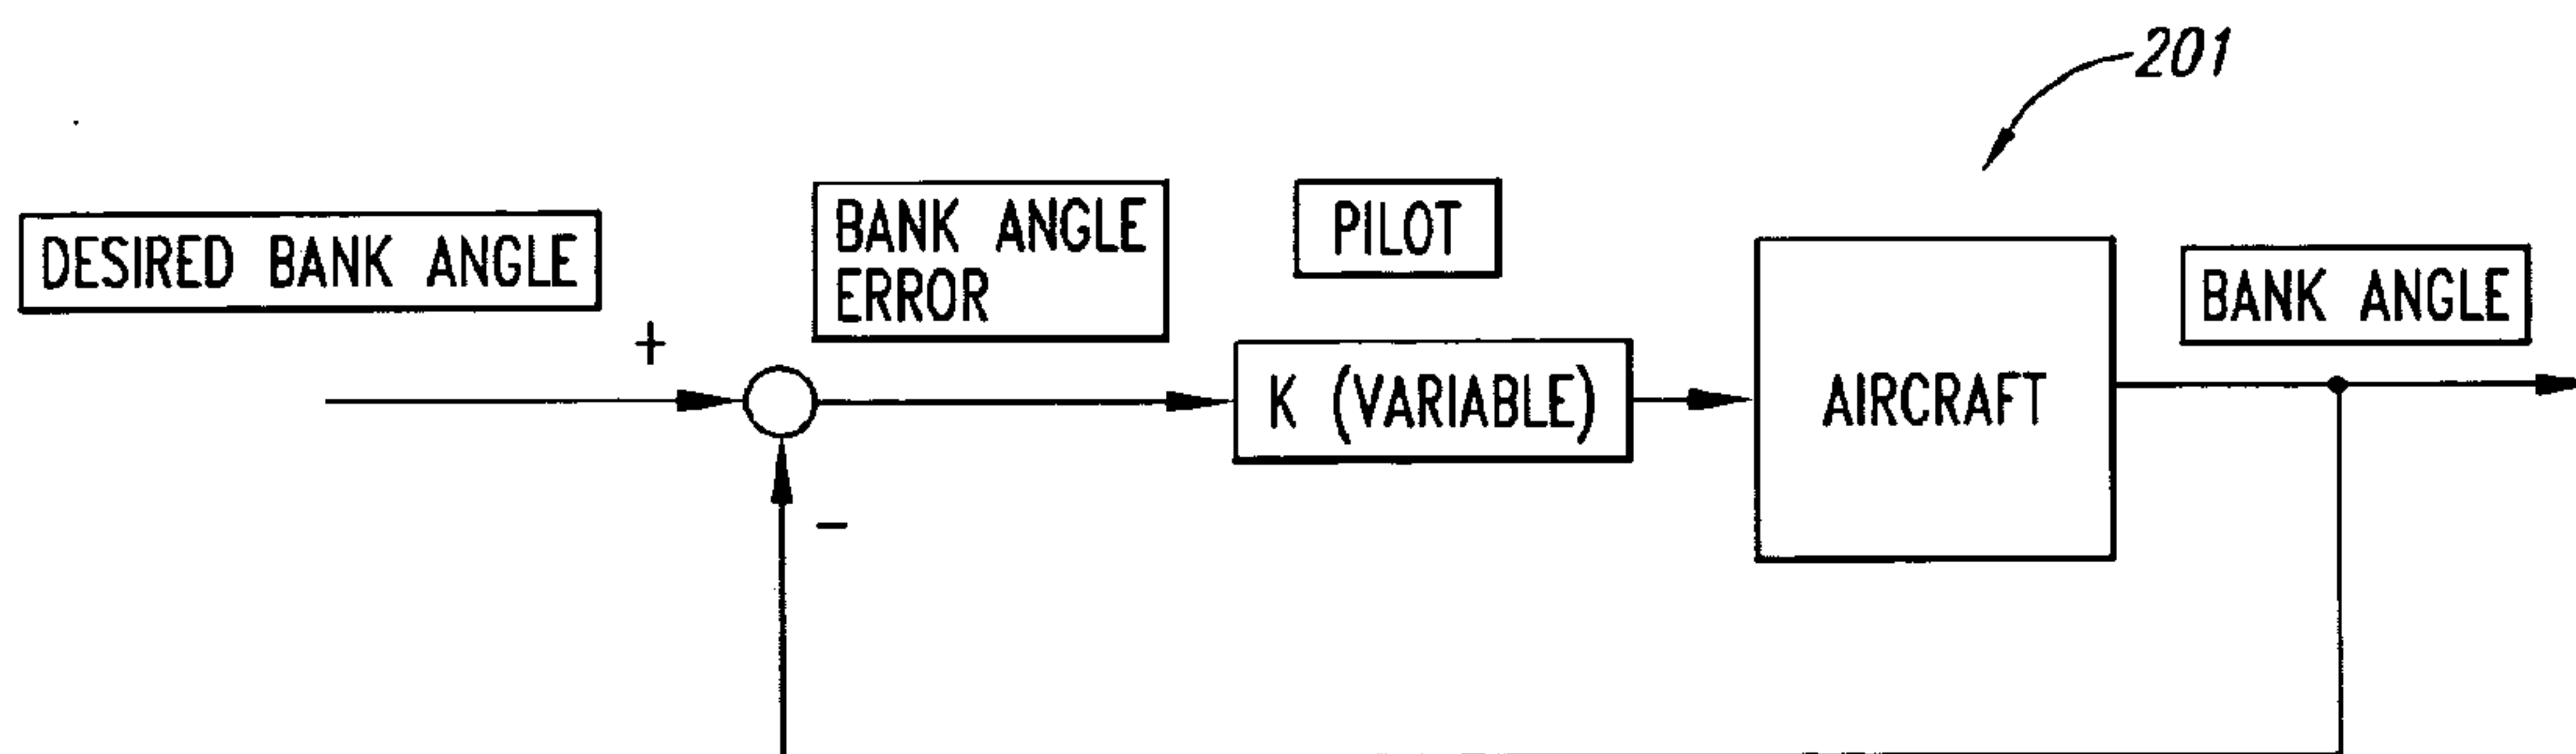 201
DESIRED BANK ANGLE
BANK ANGLE
ERROR
PILOT
BANK ANGLE
+
K (VARIABLE)
AIRCRAFT
−